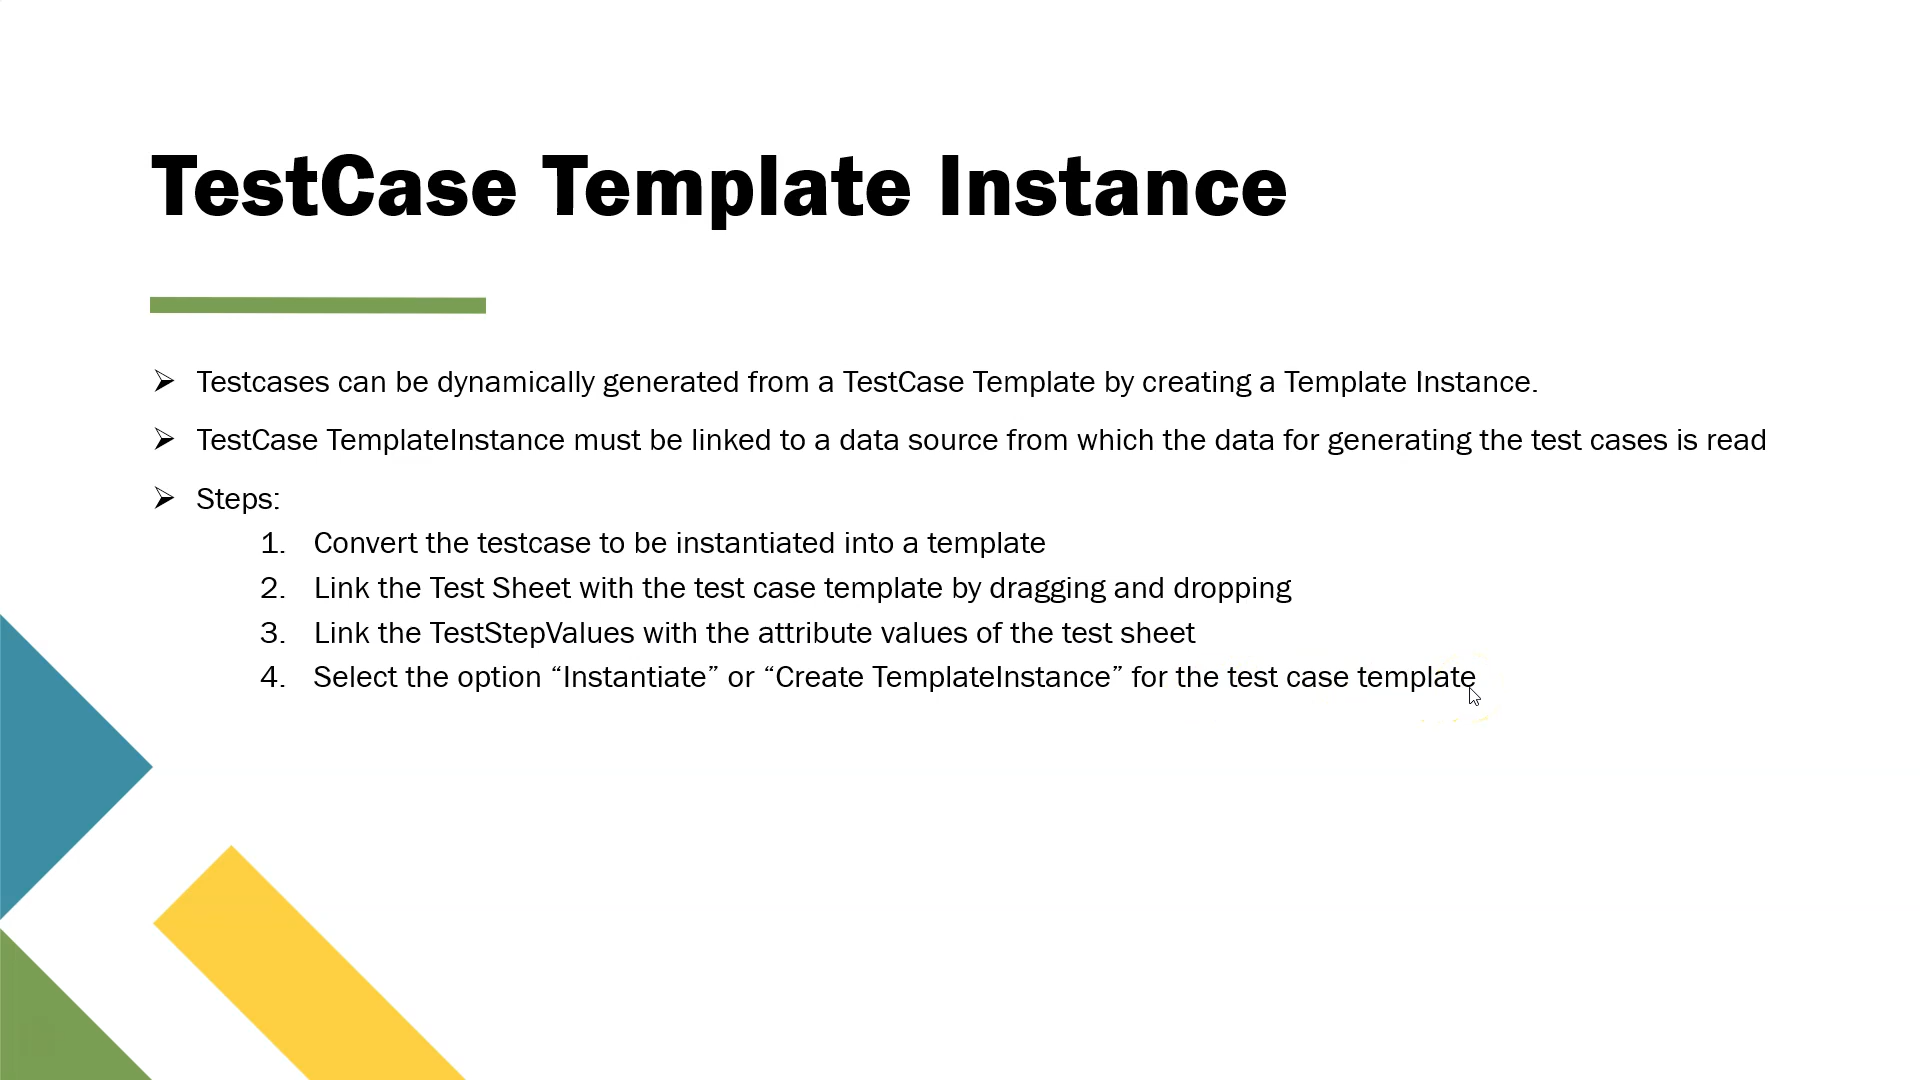 TestCase Template Instance
➢ Testcases can be dynamically generated from a TestCase Template by creating a Template Instance.
➢ TestCase TemplateInstance must be linked to a data source from which the data for generating the test cases is read
➢ Steps:
1. Convert the testcase to be instantiated into a template
2. Link the Test Sheet with the test case template by dragging and dropping
3. Link the TestStepValues with the attribute values of the test sheet
4. Select the option “Instantiate” or “Create TemplateInstance” for the test case template